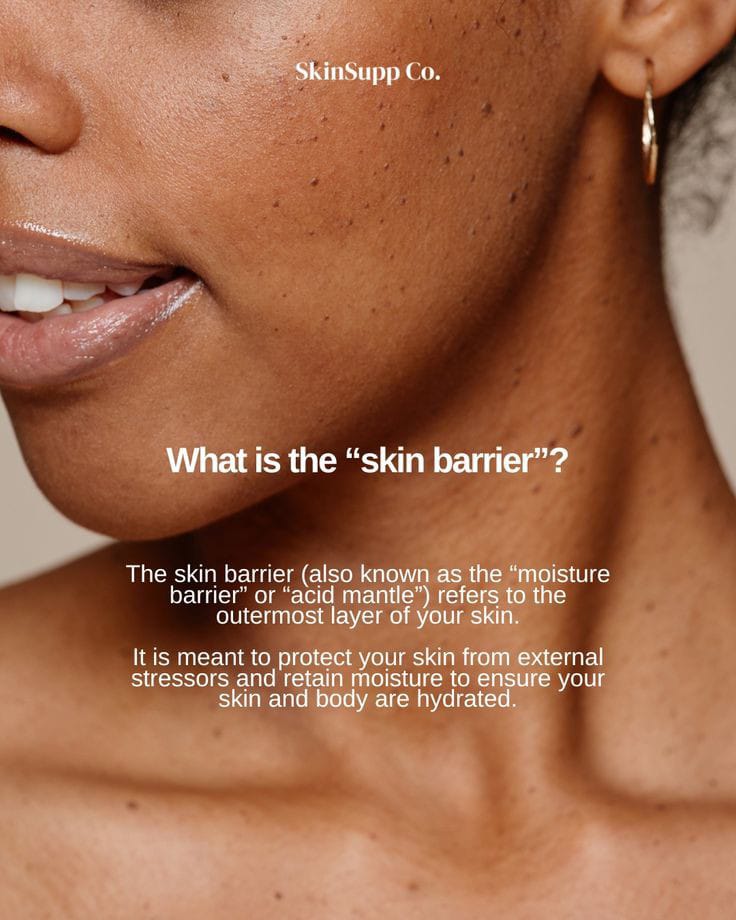 SkinSupp Co.
What is the “skin barrier”?
The skin barrier (also known as the “moisture
barrier” or “acid mantle”) refers to the
outermost layer of your skin.
It is meant to protect your skin from external
stressors and retain moisture to ensure your
skin and body are hydrated.